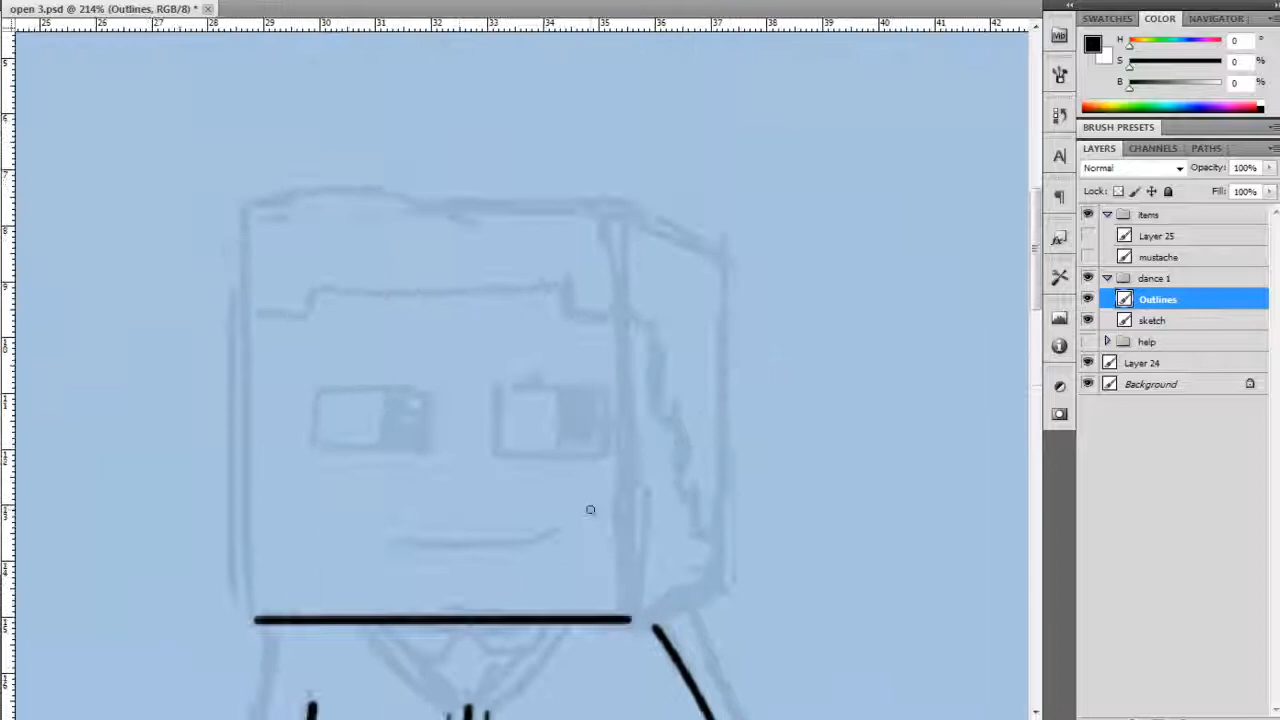 open 3.psd @ 214% (Outlines, RGB/8) *
25 26 27 28 29 30 31 32 33 34 35 36 37 38 39 40 41 42
SWATCHES COLOR NAVIGATOR
H 0 °
S 0 %
B 0 %
BRUSH PRESETS
LAYERS CHANNELS PATHS
Normal Opacity: 100%
Lock: Fill: 100%
items
Layer 25
mustache
dance 1
Outlines
sketch
help
Layer 24
Background